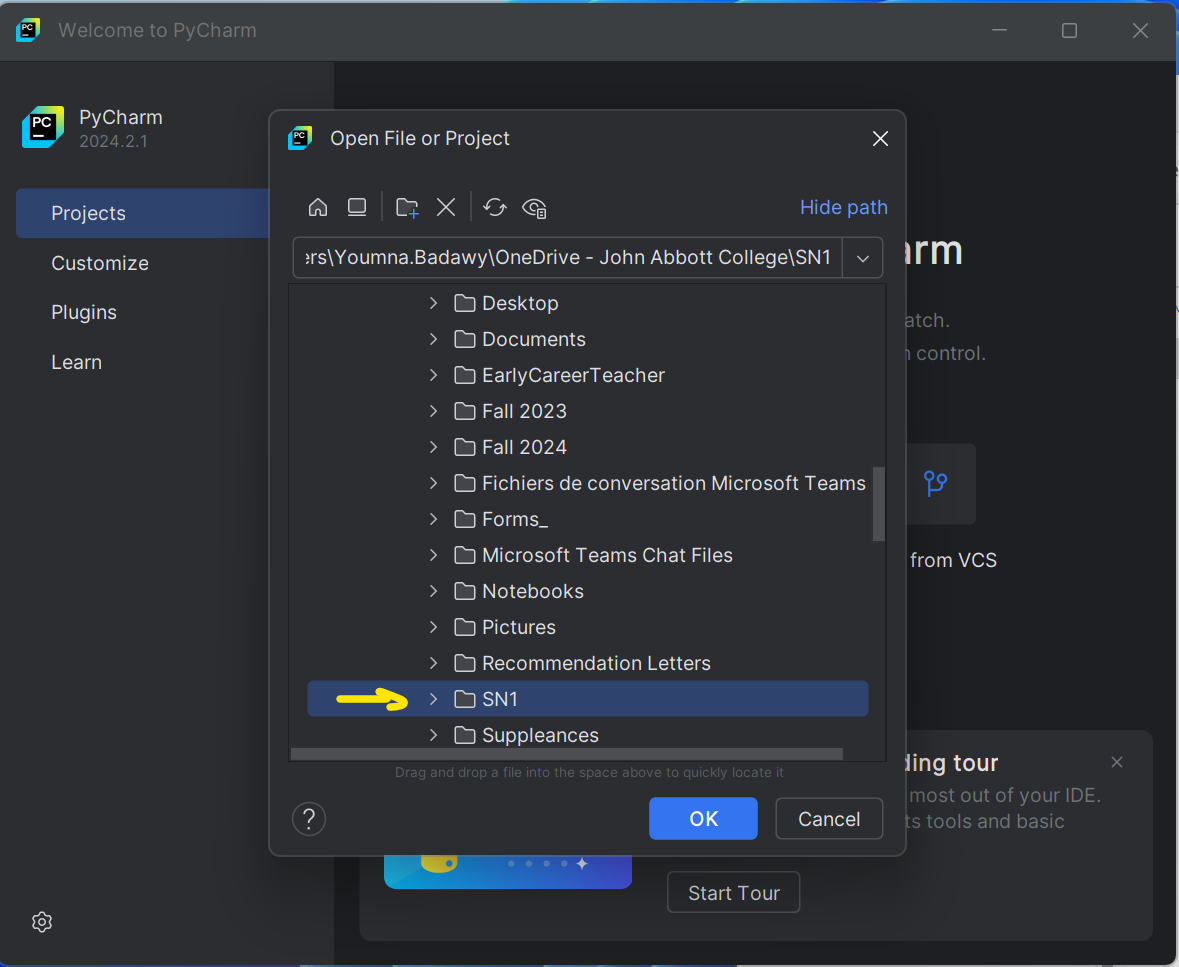 PC
Welcome to PyCharm
PC
PyCharm
2024.2.1
Projects
Customize
Plugins
Learn
PC
Open File or Project
Hide path
ers\Youmna.Badawy\OneDrive - John Abbott College\SN1
Desktop
Documents
EarlyCareerTeacher
Fall 2023
Fall 2024
Fichiers de conversation Microsoft Teams
Forms_
Microsoft Teams Chat Files
Notebooks
Pictures
Recommendation Letters
SN1
Suppleances
Drag and drop a file into the space above to quickly locate it
?
OK
Cancel
arm
atch.
control.
from VCS
ding tour
most out of your IDE.
ts tools and basic
Start Tour